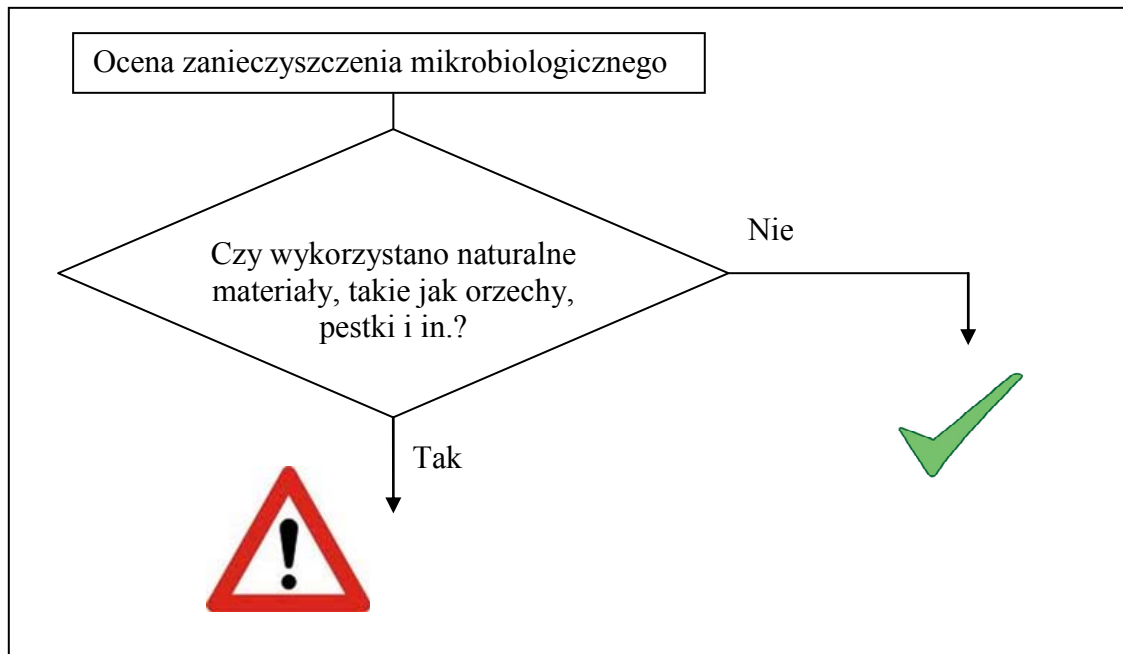 Ocena zanieczyszczenia mikrobiologicznego
Nie
Czy wykorzystano naturalne
materiały, takie jak orzechy,
pestki i in.?
Tak